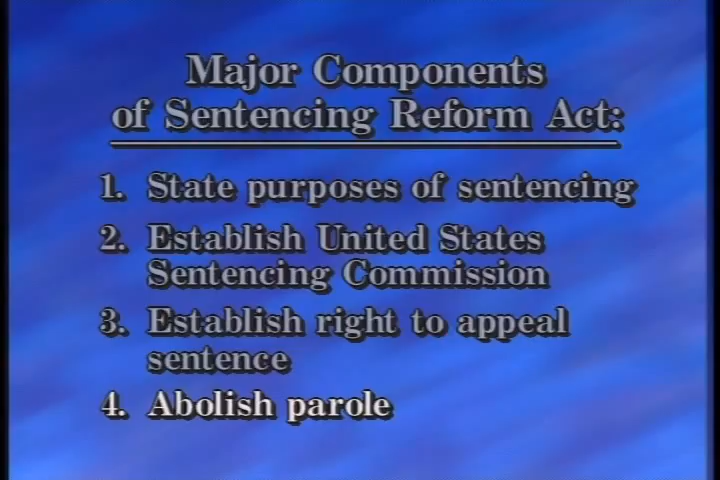 Major Components
of Sentencing Reform Act:
1. State purposes of sentencing
2. Establish United States
Sentencing Commission
3. Establish right to appeal
sentence
4. Abolish parole